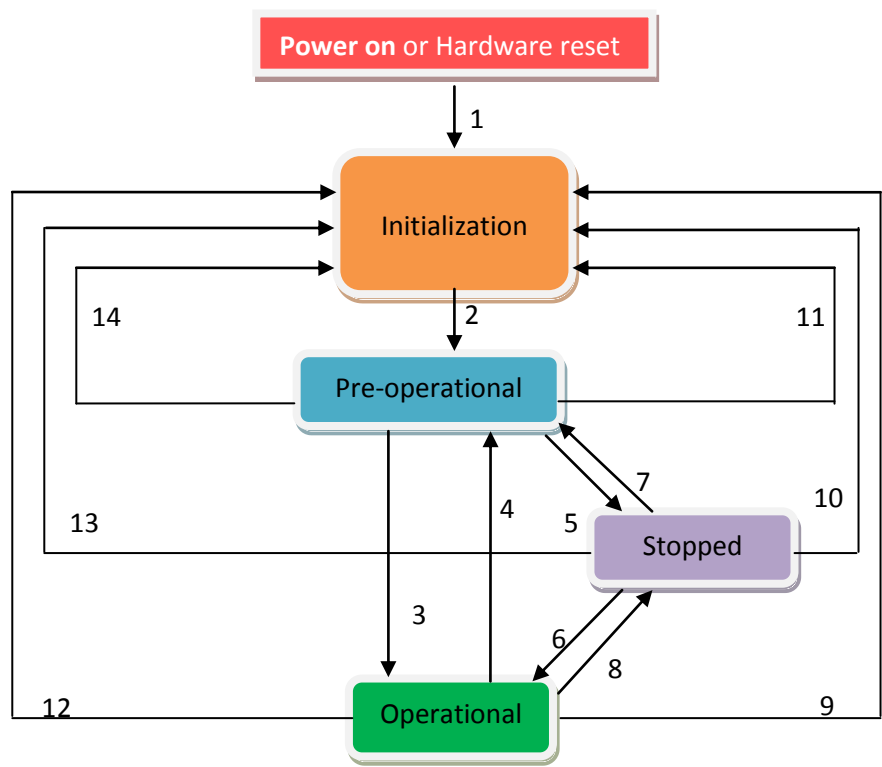 Power on or Hardware reset
1
Initialization
14
2
11
Pre-operational
7
10
4
5
13
Stopped
3
6
8
12
Operational
9